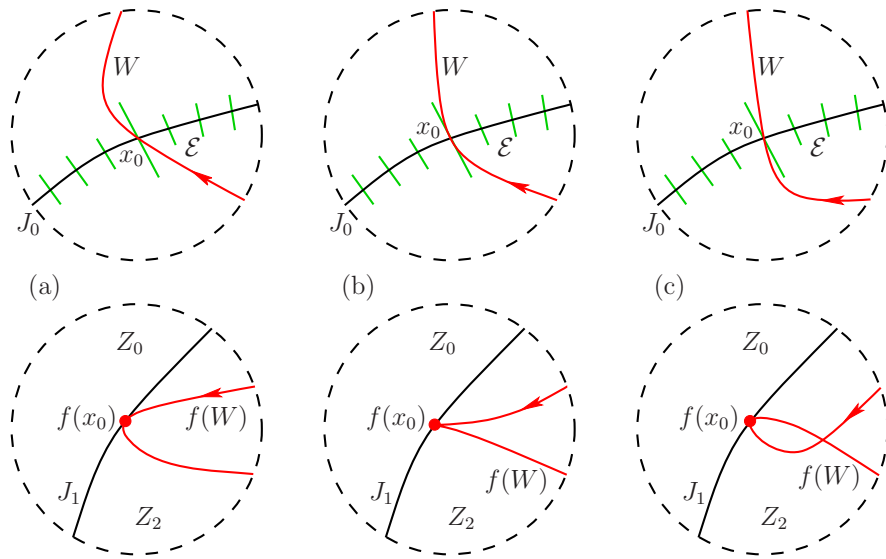 W
x₀
ℰ
J₀
W
x₀
ℰ
J₀
W
x₀
ℰ
J₀
(a)
(b)
(c)
Z₀
f(x₀)
f(W)
J₁
Z₂
Z₀
f(x₀)
f(W)
J₁
Z₂
Z₀
f(x₀)
f(W)
J₁
Z₂